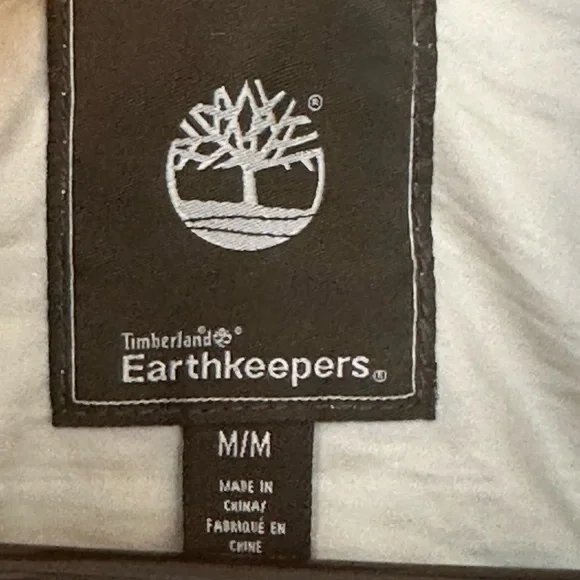 ®
Timberland®
Earthkeepers®
M/M
MADE IN
CHINA/
FABRIQUÉ EN
CHINE